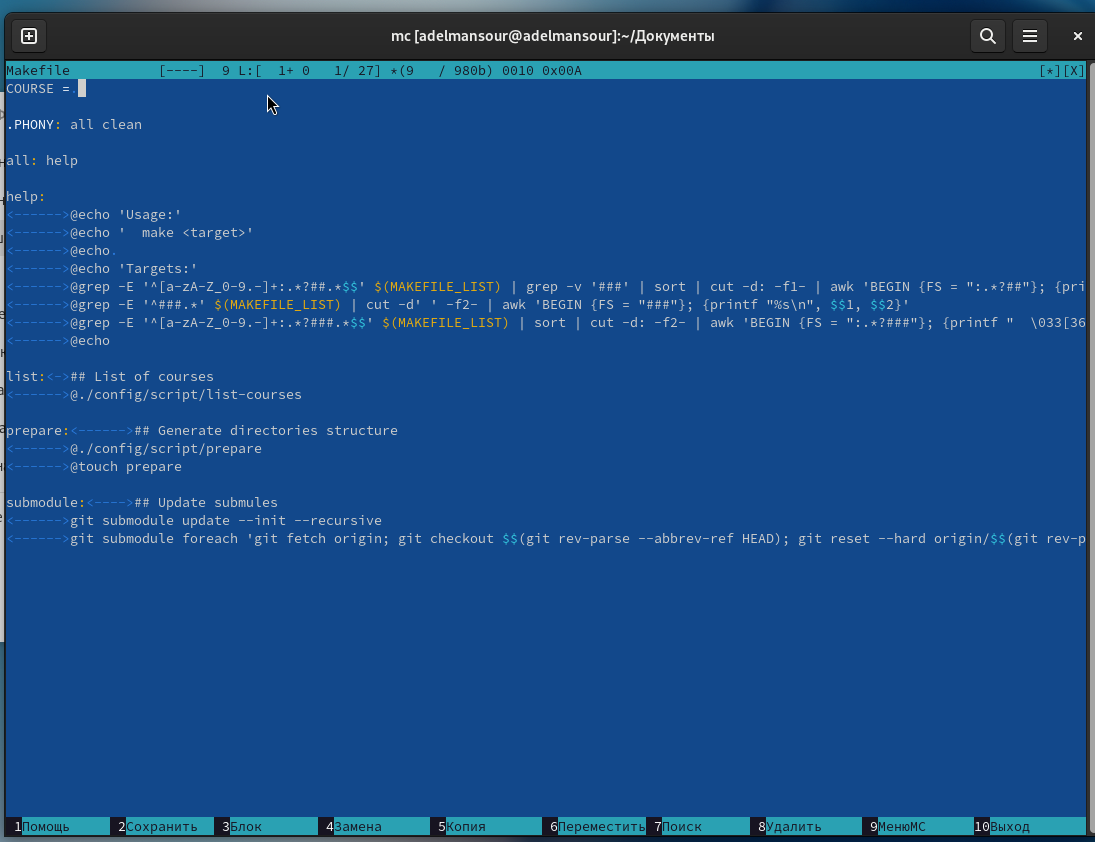 mc [adelmansour@adelmansour]:~/Документы
Makefile [----] 9 L:[ 1+ 0 1/ 27] *(9 / 980b) 0010 0x00A [*][X]
COURSE =.
.PHONY: all clean
all: help
help:
<------>@echo 'Usage:'
<------>@echo '  make <target>'
<------>@echo.
<------>@echo 'Targets:'
<------>@grep -E '^[a-zA-Z_0-9.-]+:.*?##.*$$' $(MAKEFILE_LIST) | grep -v '###' | sort | cut -d: -f1- | awk 'BEGIN {FS = ":.*?##"}; {pri
<------>@grep -E '^###.*' $(MAKEFILE_LIST) | cut -d' ' -f2- | awk 'BEGIN {FS = "###"}; {printf "%s\n", $$1, $$2}'
<------>@grep -E '^[a-zA-Z_0-9.-]+:.*?###.*$$' $(MAKEFILE_LIST) | sort | cut -d: -f2- | awk 'BEGIN {FS = ":.*?###"}; {printf "  \033[36
<------>@echo
list:<->## List of courses
<------>@./config/script/list-courses
prepare:<------>## Generate directories structure
<------>@./config/script/prepare
<------>@touch prepare
submodule:<---->## Update submules
<------>git submodule update --init --recursive
<------>git submodule foreach 'git fetch origin; git checkout $$(git rev-parse --abbrev-ref HEAD); git reset --hard origin/$$(git rev-p
1Помощь 2Сохранить 3Блок 4Замена 5Копия 6Переместить 7Поиск 8Удалить 9МенюMC 10Выход